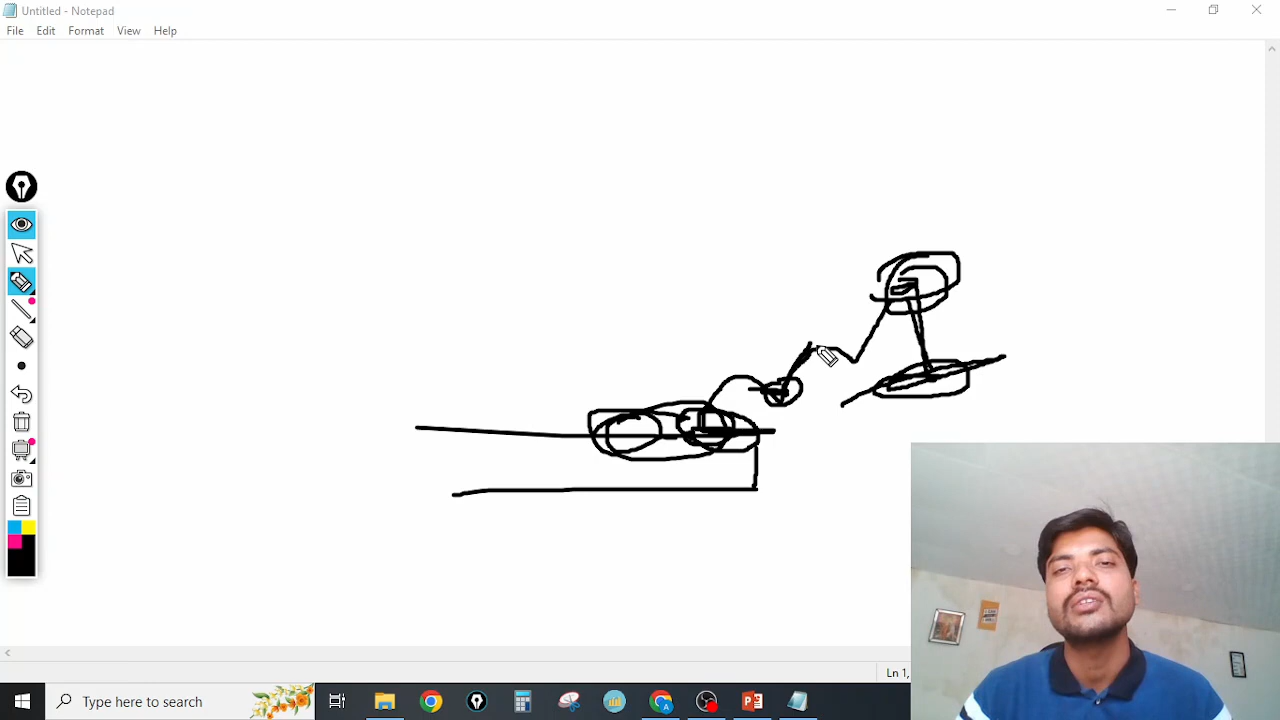 Untitled - Notepad
File Edit Format View Help
Ln 1,
Type here to search